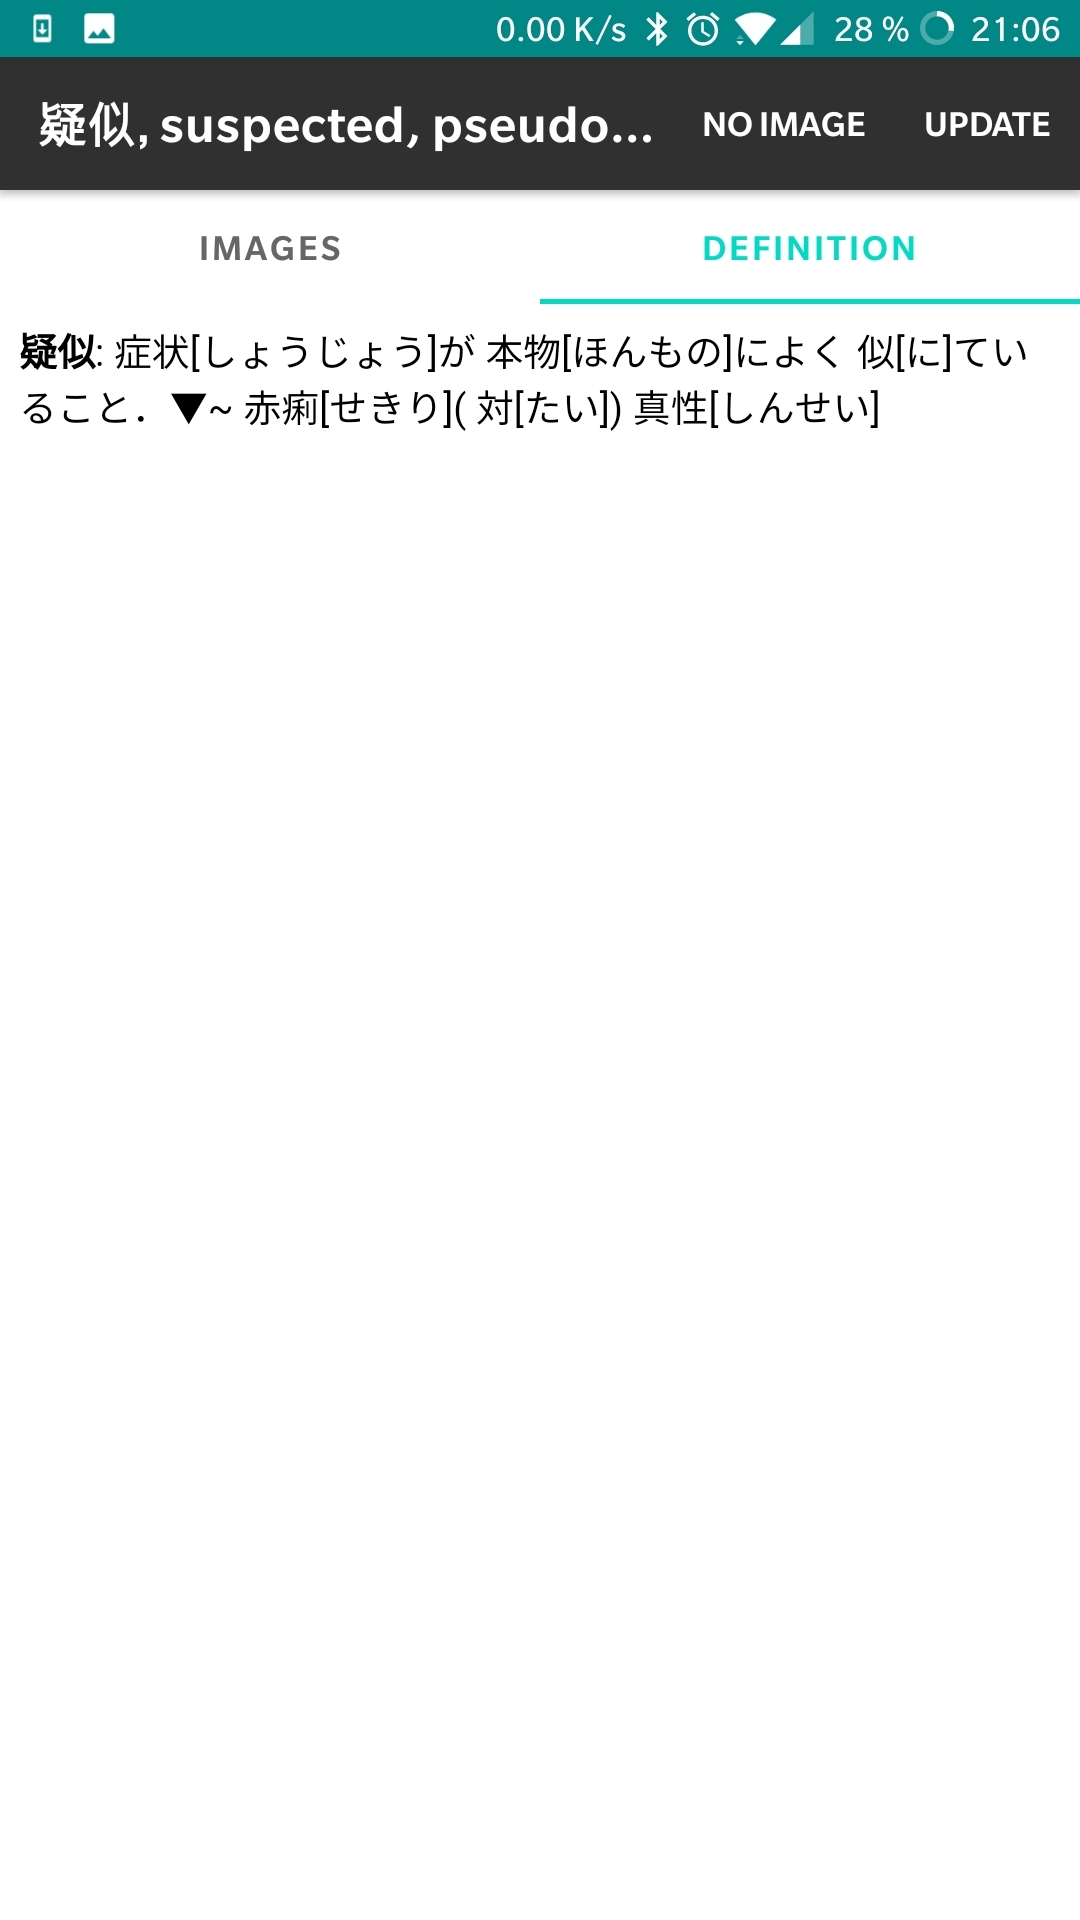 0.00 K/s 28 % 21:06
疑似, suspected, pseudo... NO IMAGE UPDATE
IMAGES DEFINITION
疑似: 症状[しょうじょう]が 本物[ほんもの]によく 似[に]てい
ること．▼~ 赤痢[せきり]( 対[たい]) 真性[しんせい]